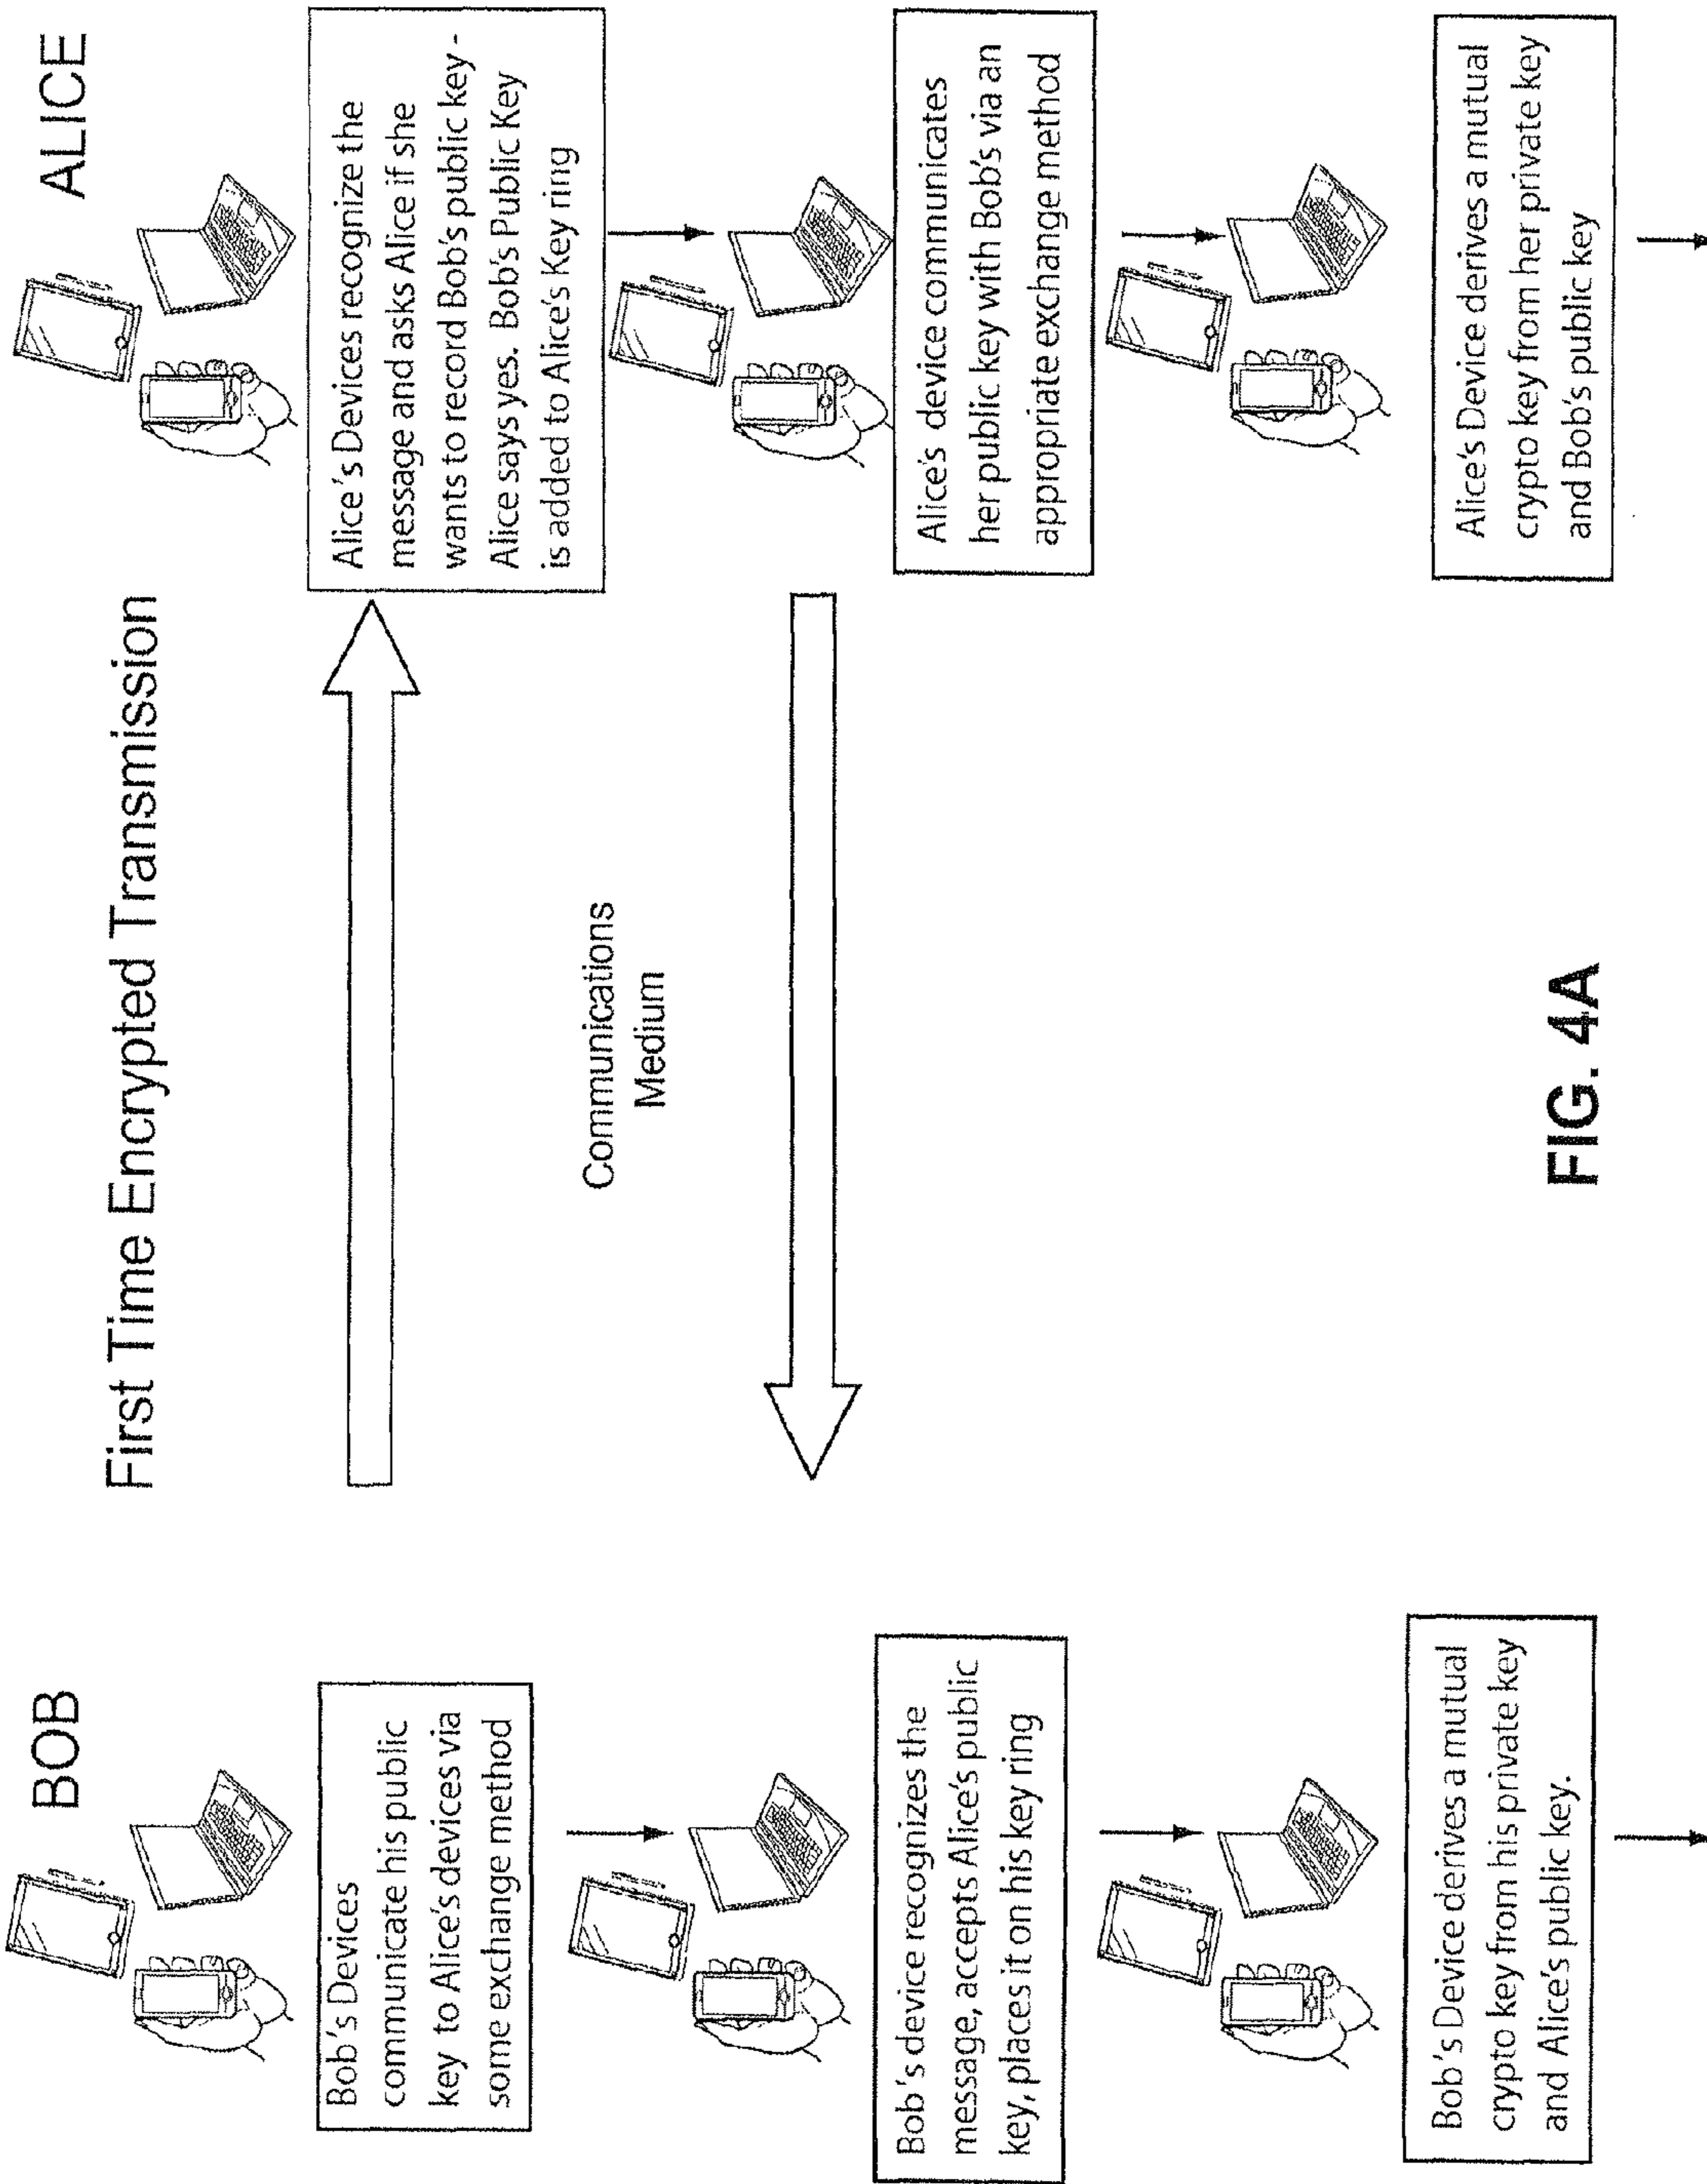 First Time Encrypted Transmission
BOB
ALICE
Bob's Devices
communicate his public
key to Alice's devices via
some exchange method
Alice's Devices recognize the
message and asks Alice if she
wants to record Bob's public key -
Alice says yes. Bob's Public Key
is added to Alice's Key ring
Communications
Medium
Bob's device recognizes the
message, accepts Alice's public
key, places it on his key ring
Alice's device communicates
her public key with Bob's via an
appropriate exchange method
Bob's Device derives a mutual
crypto key from his private key
and Alice's public key.
Alice's Device derives a mutual
crypto key from her private key
and Bob's public key
FIG. 4A